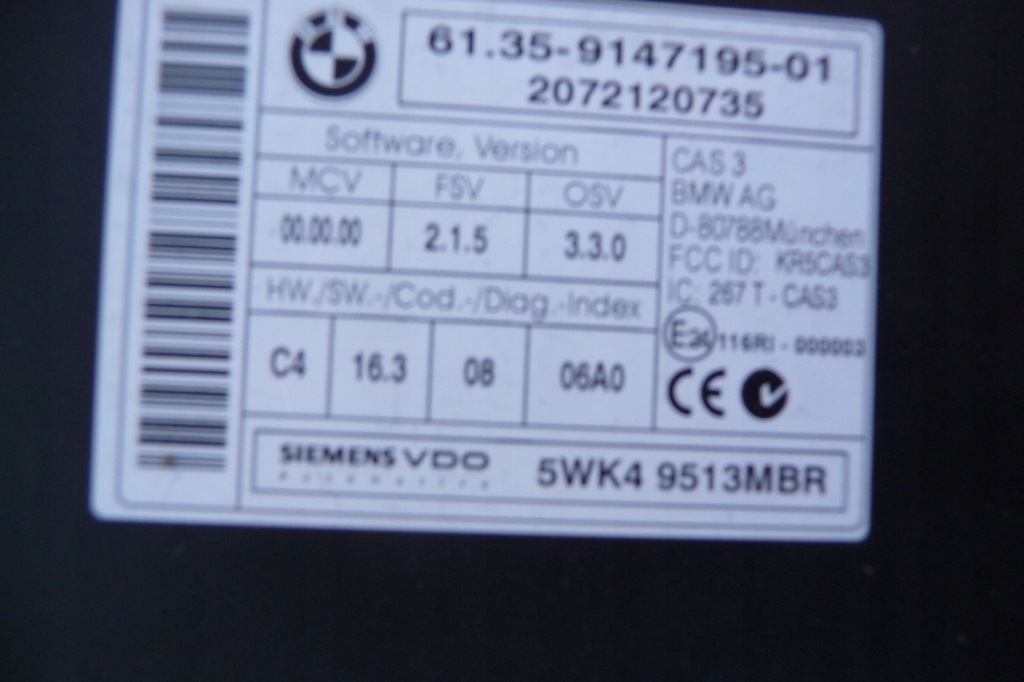 61.35-9147195-01
2072120735
Software, Version
MCV FSV OSV
00.00.00 2.1.5 3.3.0
HW./SW.-/Cod.-/Diag.-Index
C4 16.3 08 06A0
CAS 3
BMW AG
D-80788München
FCC ID: KR5CAS3
IC: 267 T - CAS3
E24 116RI - 000003
CE
SIEMENS VDO
Automotive
5WK4 9513MBR